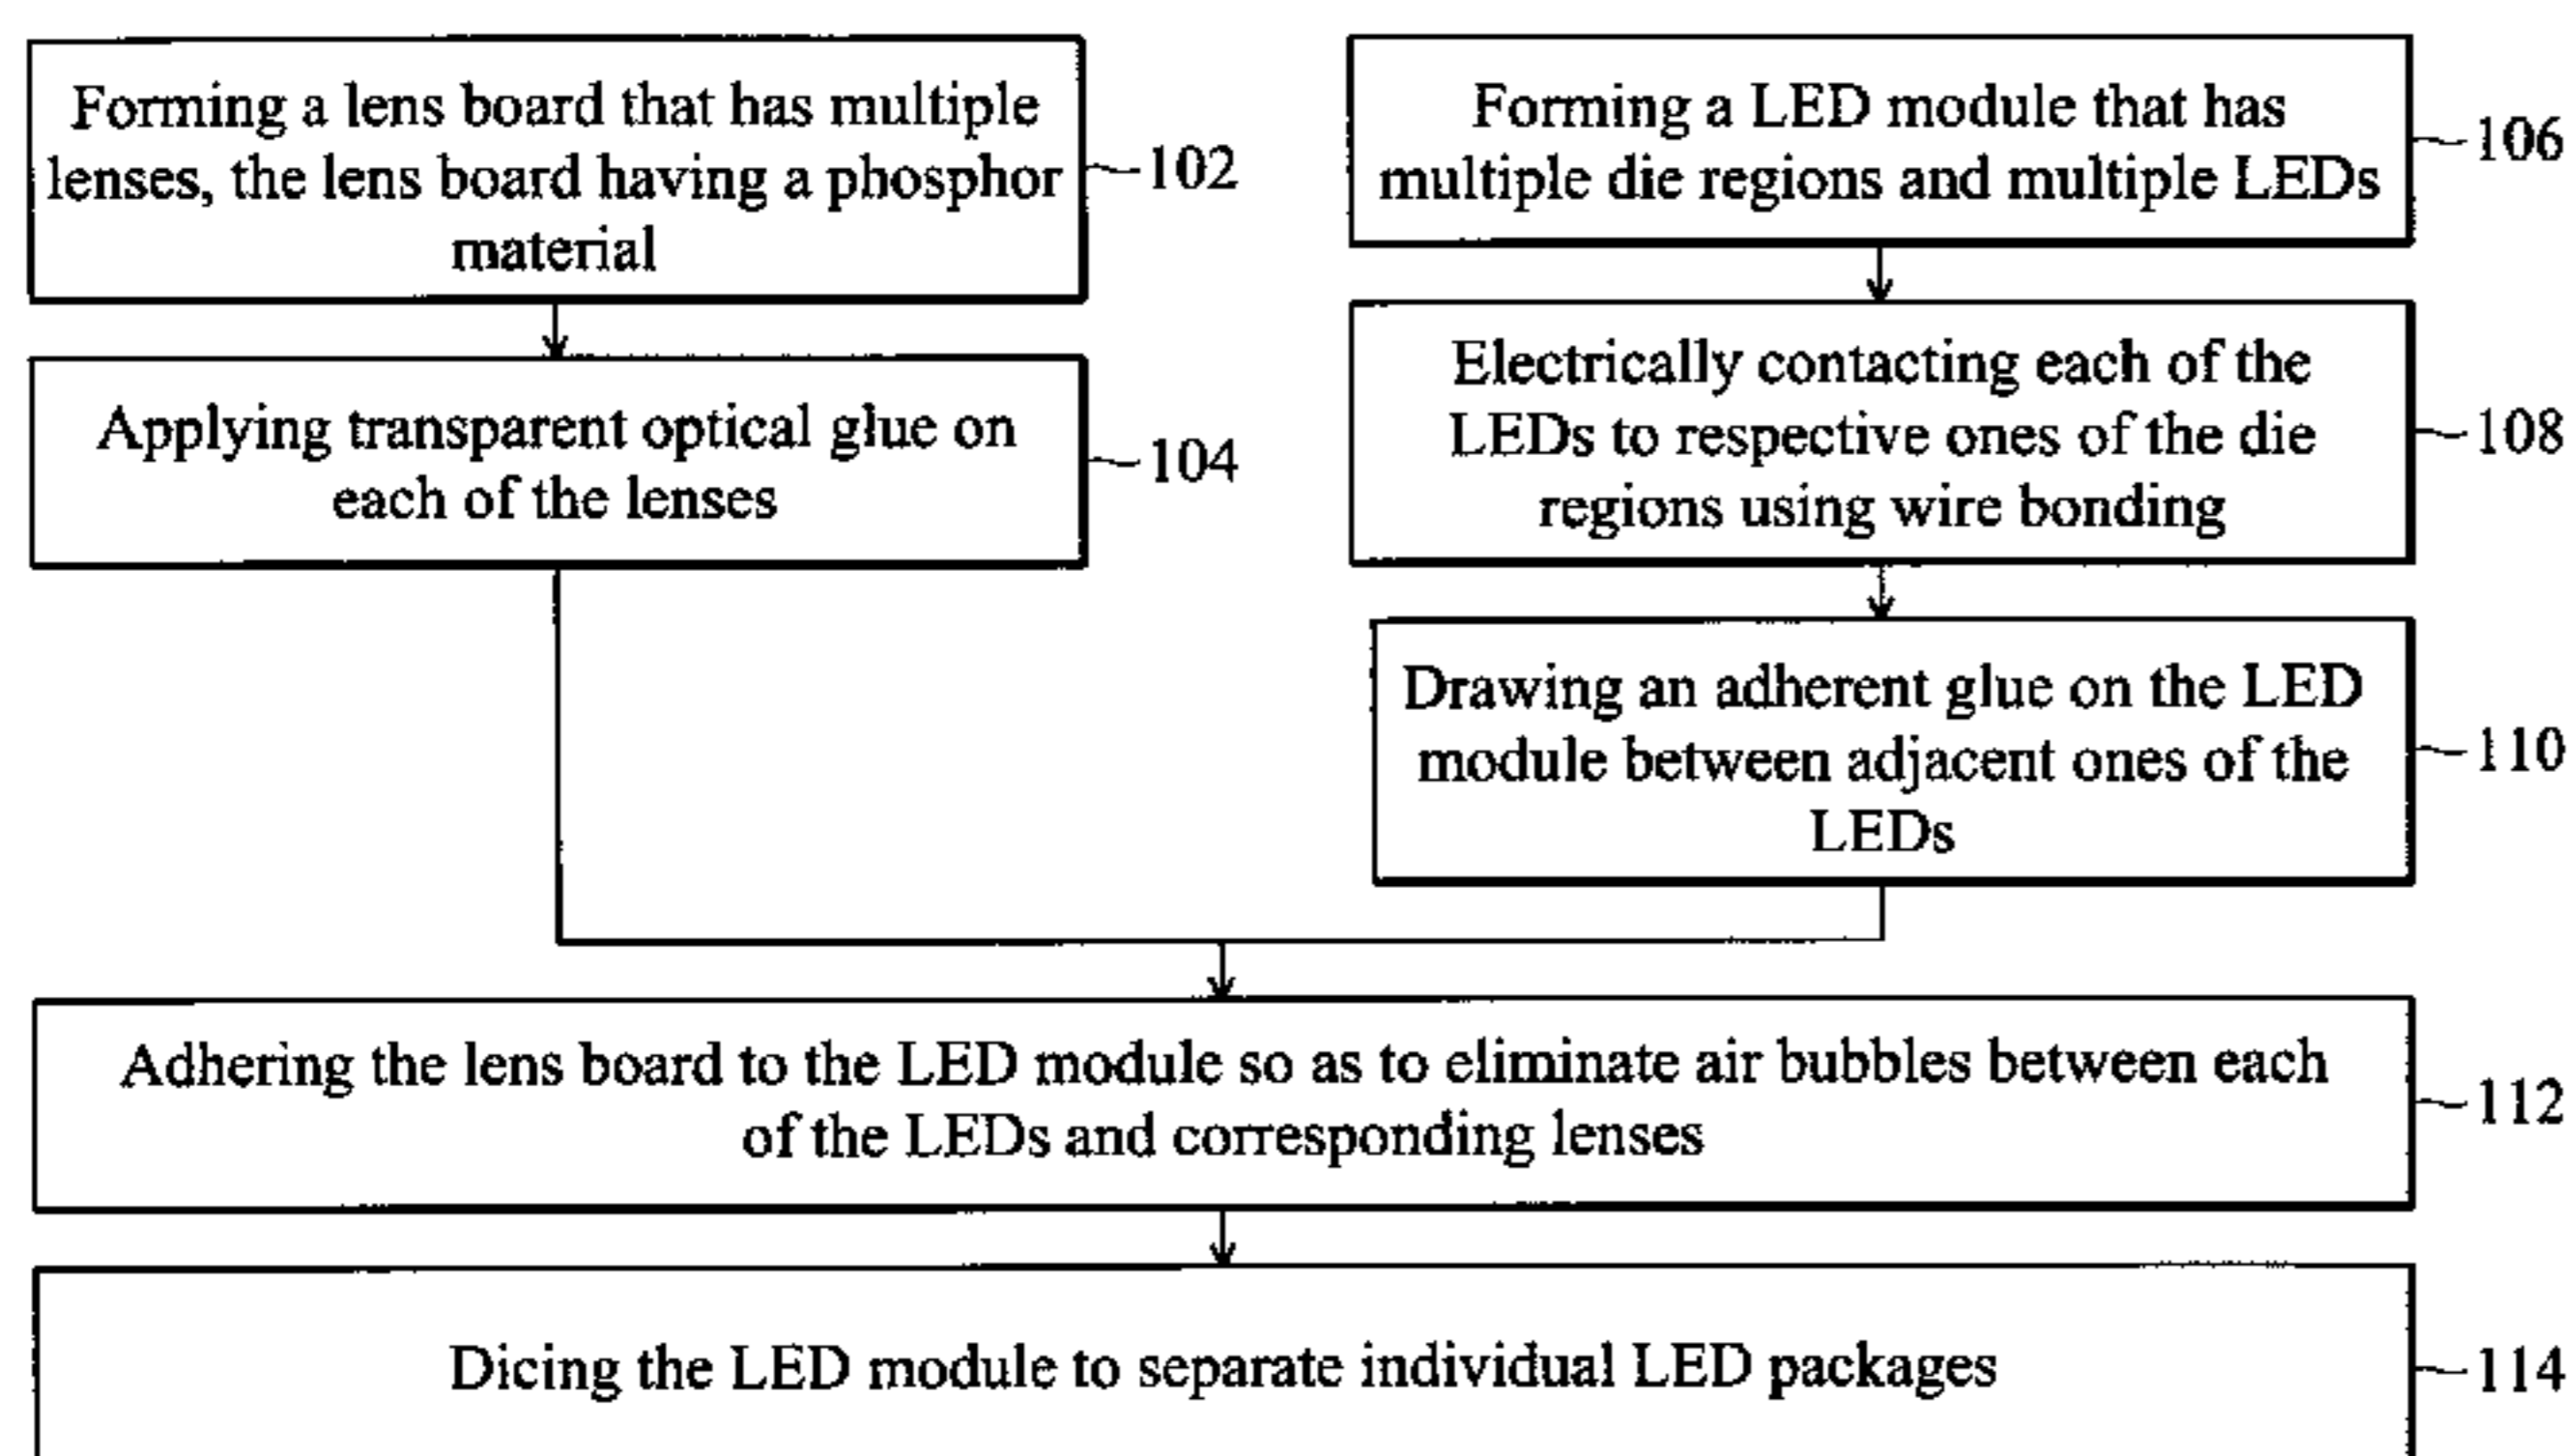 Forming a lens board that has multiple
lenses, the lens board having a phosphor
material
102
Applying transparent optical glue on
each of the lenses
104
Forming a LED module that has
multiple die regions and multiple LEDs
106
Electrically contacting each of the
LEDs to respective ones of the die
regions using wire bonding
108
Drawing an adherent glue on the LED
module between adjacent ones of the
LEDs
110
Adhering the lens board to the LED module so as to eliminate air bubbles between each
of the LEDs and corresponding lenses
112
Dicing the LED module to separate individual LED packages
114